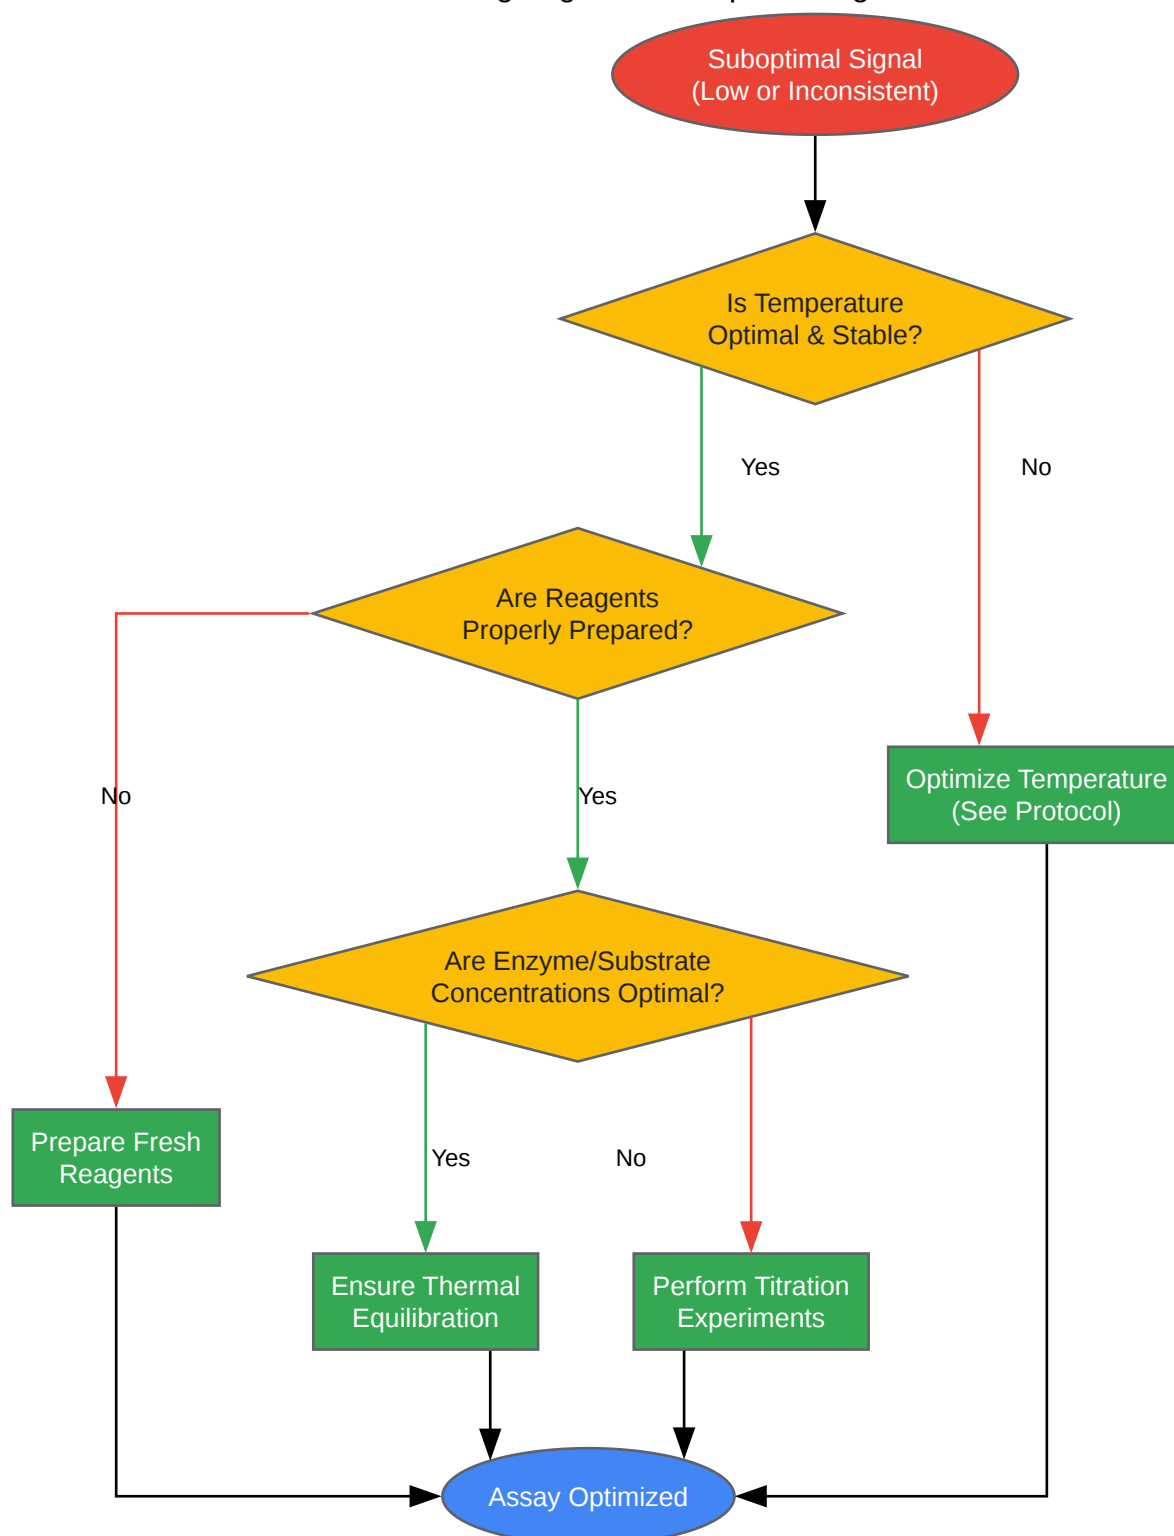 Suboptimal Signal
(Low or Inconsistent)
Is Temperature
Optimal & Stable?
Yes
No
Are Reagents
Properly Prepared?
Optimize Temperature
(See Protocol)
No
Yes
Are Enzyme/Substrate
Concentrations Optimal?
Prepare Fresh
Reagents
Yes
No
Ensure Thermal
Equilibration
Perform Titration
Experiments
Assay Optimized